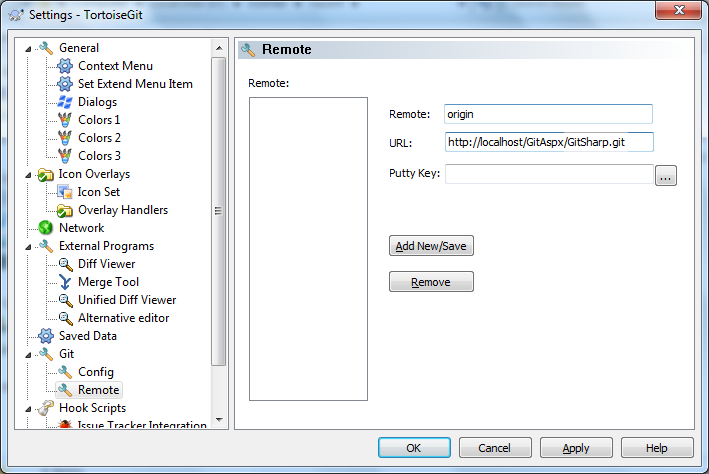 Settings - TortoiseGit
General
Context Menu
Set Extend Menu Item
Dialogs
Colors 1
Colors 2
Colors 3
Icon Overlays
Icon Set
Overlay Handlers
Network
External Programs
Diff Viewer
Merge Tool
Unified Diff Viewer
Alternative editor
Saved Data
Git
Config
Remote
Hook Scripts
Issue Tracker Integration
Remote
Remote:
Remote: origin
URL: http://localhost/GitAspx/GitSharp.git
Putty Key: ...
Add New/Save
Remove
OK Cancel Apply Help